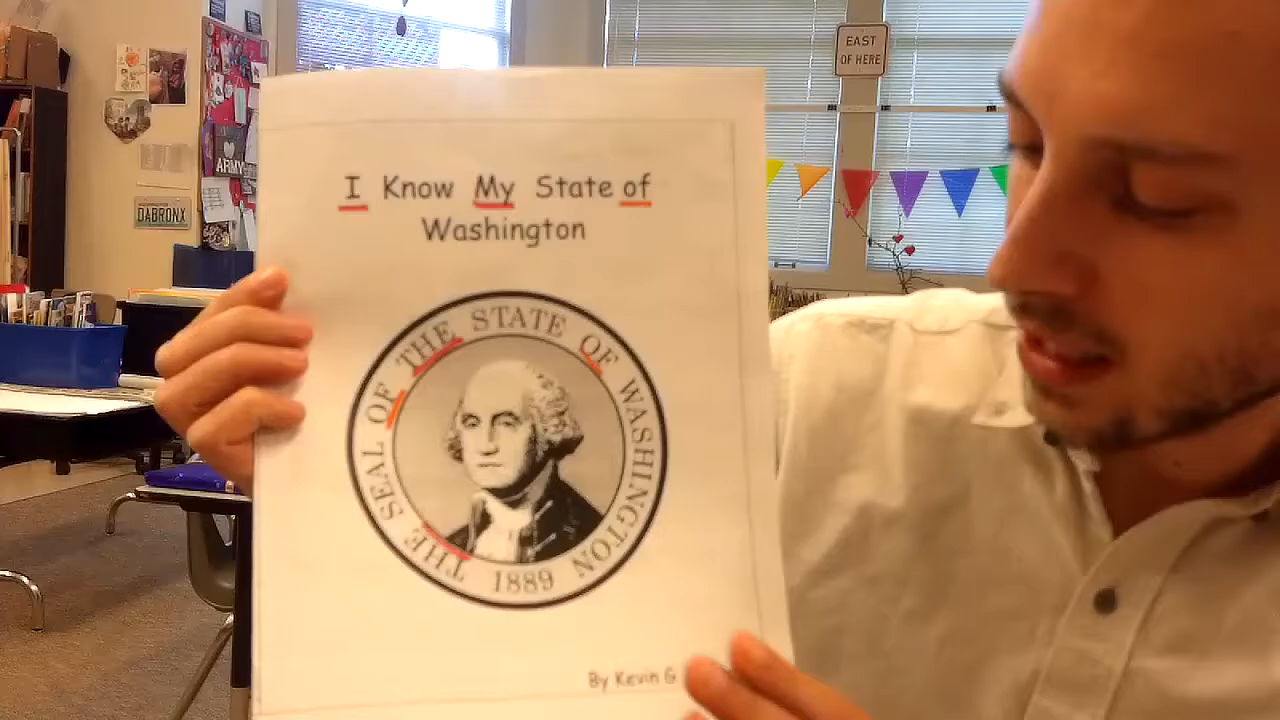 EAST
OF HERE
ARMY
DABRONX
I Know My State of
Washington
THE SEAL OF THE STATE OF WASHINGTON
1889
By Kevin G